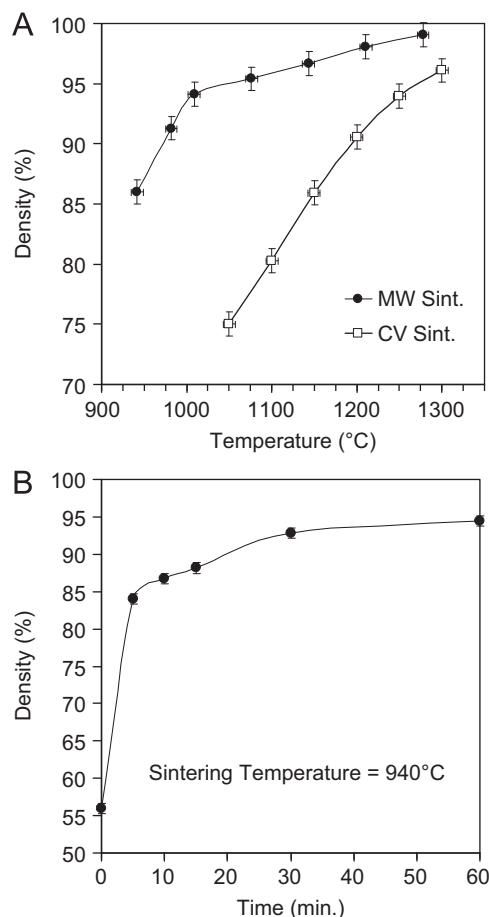 A
100
95
90
85
80
75
70
Density (%)
MW Sint.
CV Sint.
900 1000 1100 1200 1300
Temperature (°C)
B
100
95
90
85
80
75
70
65
60
55
50
Density (%)
Sintering Temperature = 940°C
0 10 20 30 40 50 60
Time (min.)